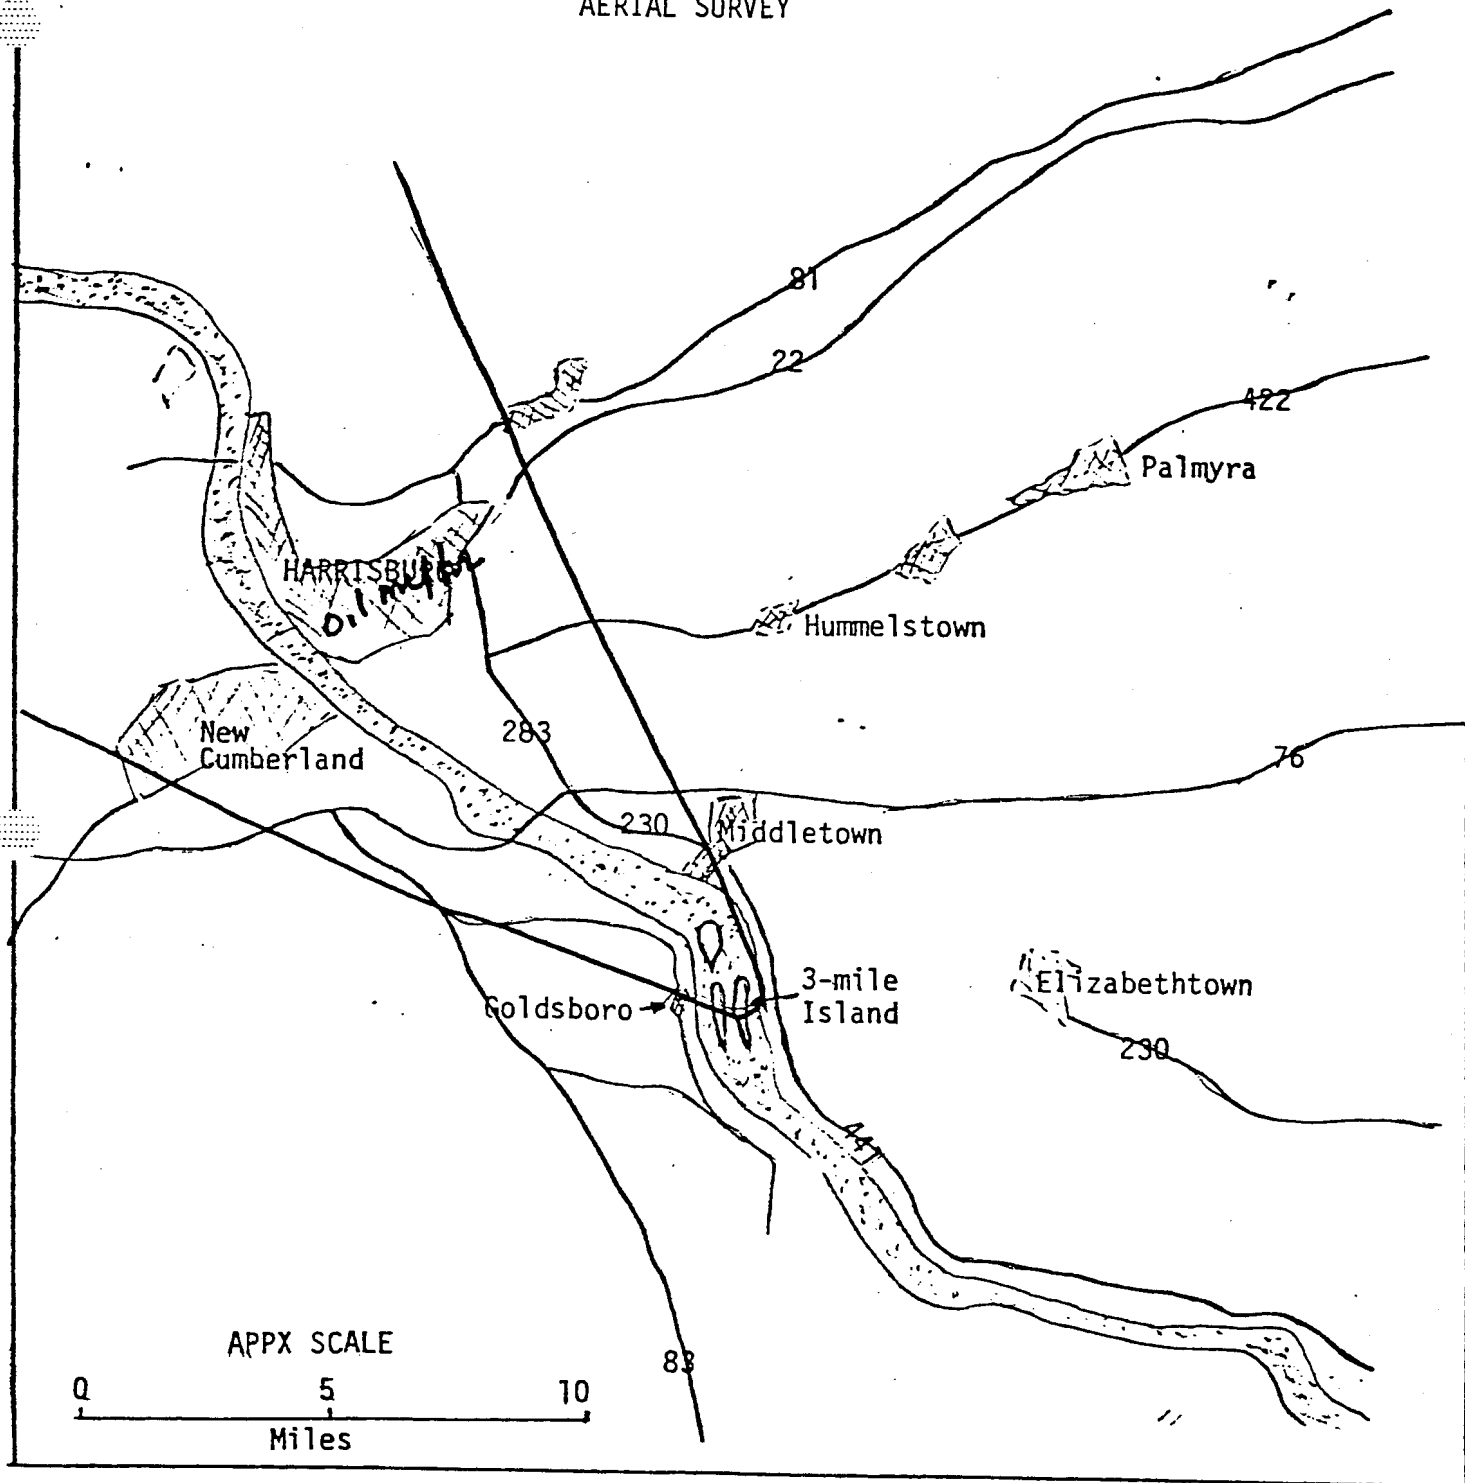 AERIAL SURVEY
81
22
422
Palmyra
HARRISBURG
Hummelstown
283
New
Cumberland
76
230
Middletown
3-mile
Island
Elizabethtown
Goldsboro
230
441
APPX SCALE
83
0 5 10
Miles